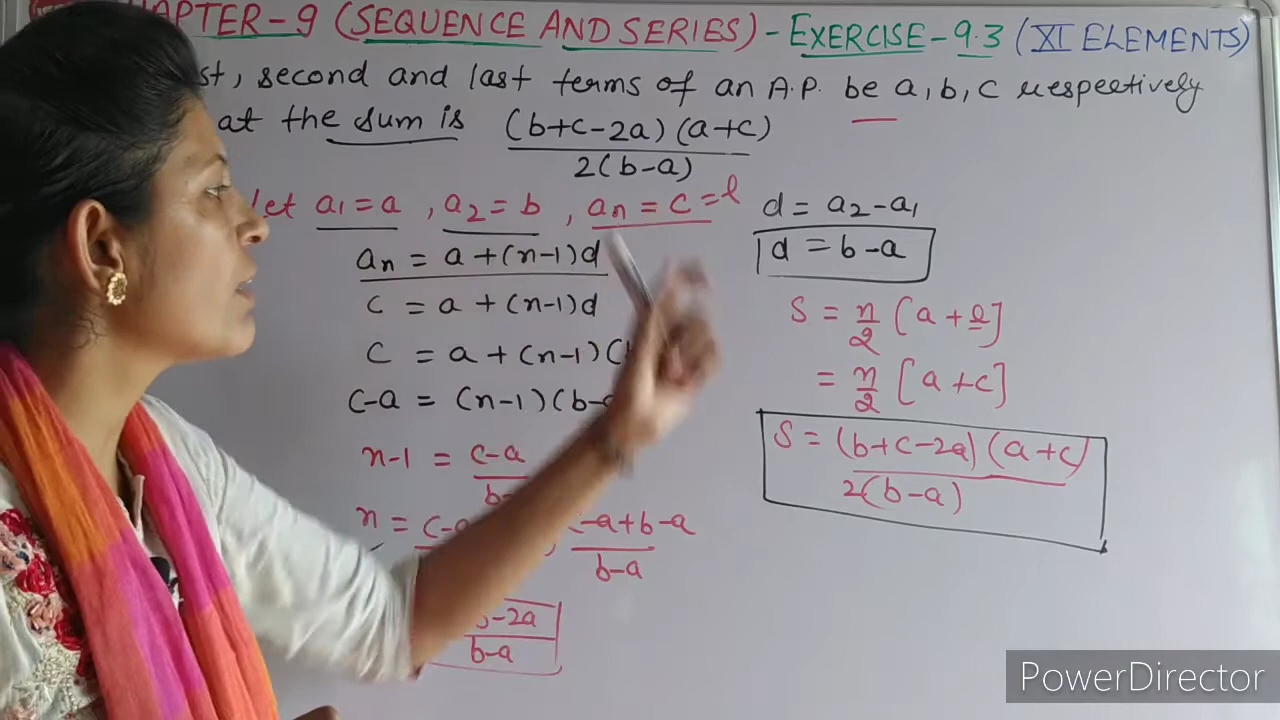 PTER-9 (SEQUENCE AND SERIES) - EXERCISE-9.3 (XI ELEMENTS)
st, second and last terms of an A.P. be a, b, c respectively
at the sum is (b+c-2a)(a+c)
2(b-a)
let a₁ = a, a₂ = b, aₙ = c = l
aₙ = a+(n-1)d
c = a+(n-1)d
c = a+(n-1)(
c-a = (n-1)(b-
n-1 = c-a
b-
n = c-a
c-a+b-a
b-a
-2a
b-a
d = a₂-a₁
d = b-a
S = n/2 [a+l]
= n/2 [a+c]
S = (b+c-2a)(a+c)
2(b-a)
PowerDirector